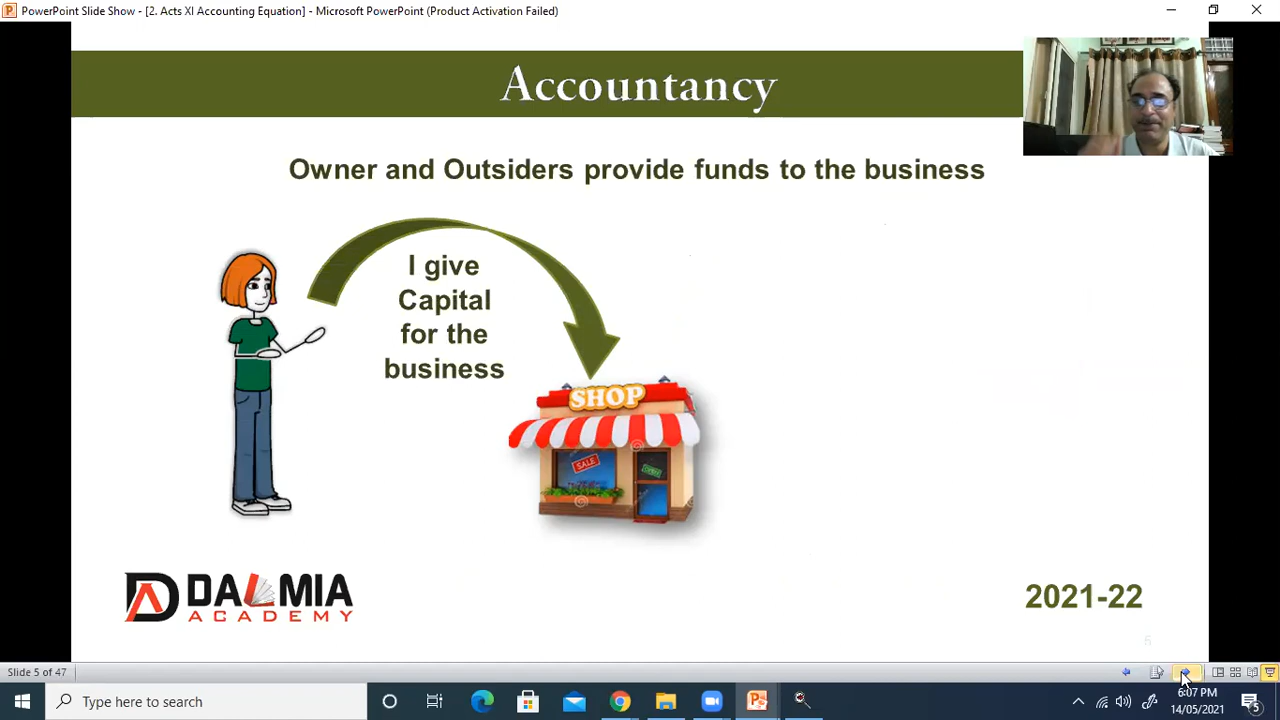 PowerPoint Slide Show - [2. Acts XI Accounting Equation] - Microsoft PowerPoint (Product Activation Failed)
Accountancy
Owner and Outsiders provide funds to the business
I give
Capital
for the
business
SHOP
SALE
DALMIA
ACADEMY
2021-22
5
Slide 5 of 47
Type here to search
6:07 PM
14/05/2021
5